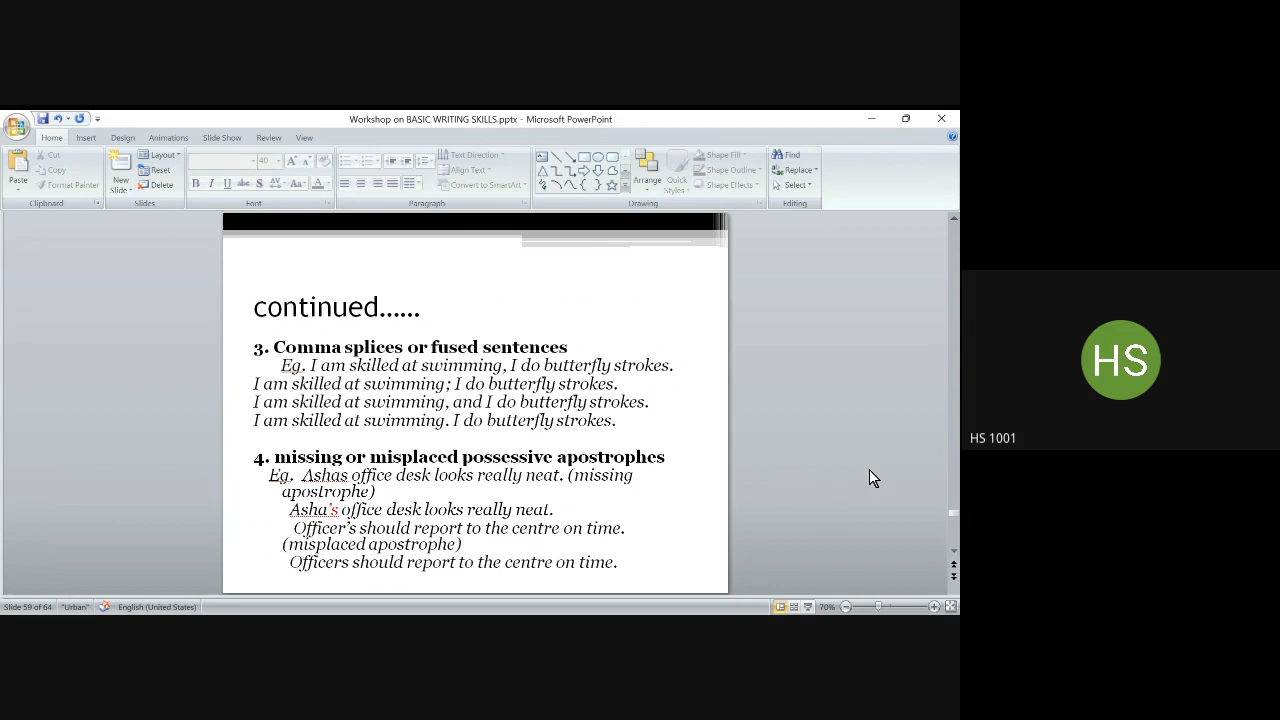 Workshop on BASIC WRITING SKILLS.pptx - Microsoft PowerPoint
Home Insert Design Animations Slide Show Review View
Paste
Cut
Copy
Format Painter
Clipboard
New
Slide
Layout
Reset
Delete
Slides
40
Font
Text Direction
Align Text
Convert to SmartArt
Paragraph
Arrange
Quick
Styles
Shape Fill
Shape Outline
Shape Effects
Drawing
Find
Replace
Select
Editing
continued......
3. Comma splices or fused sentences
Eg. I am skilled at swimming, I do butterfly strokes.
I am skilled at swimming; I do butterfly strokes.
I am skilled at swimming, and I do butterfly strokes.
I am skilled at swimming. I do butterfly strokes.
4. missing or misplaced possessive apostrophes
Eg. Ashas office desk looks really neat. (missing
apostrophe)
Asha's office desk looks really neat.
Officer's should report to the centre on time.
(misplaced apostrophe)
Officers should report to the centre on time.
HS
HS 1001
Slide 59 of 64 "Urban" English (United States) 70%